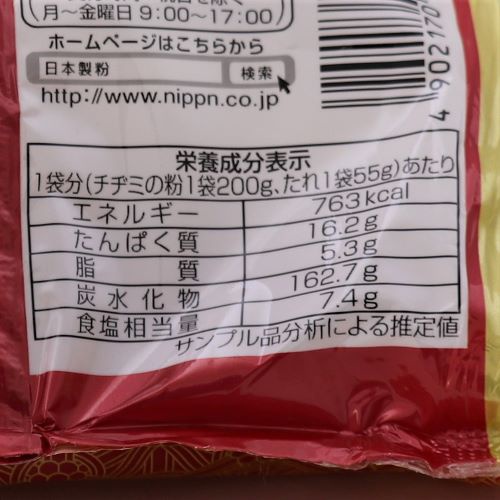 月～金曜日 9:00～17:00
ホームページはこちらから
日本製粉 検索
http://www.nippn.co.jp
4 902170
栄養成分表示
1袋分(チヂミの粉1袋200g、たれ1袋55g)あたり
エネルギー 763kcal
たんぱく質 16.2g
脂質 5.3g
炭水化物 162.7g
食塩相当量 7.4g
サンプル品分析による推定値